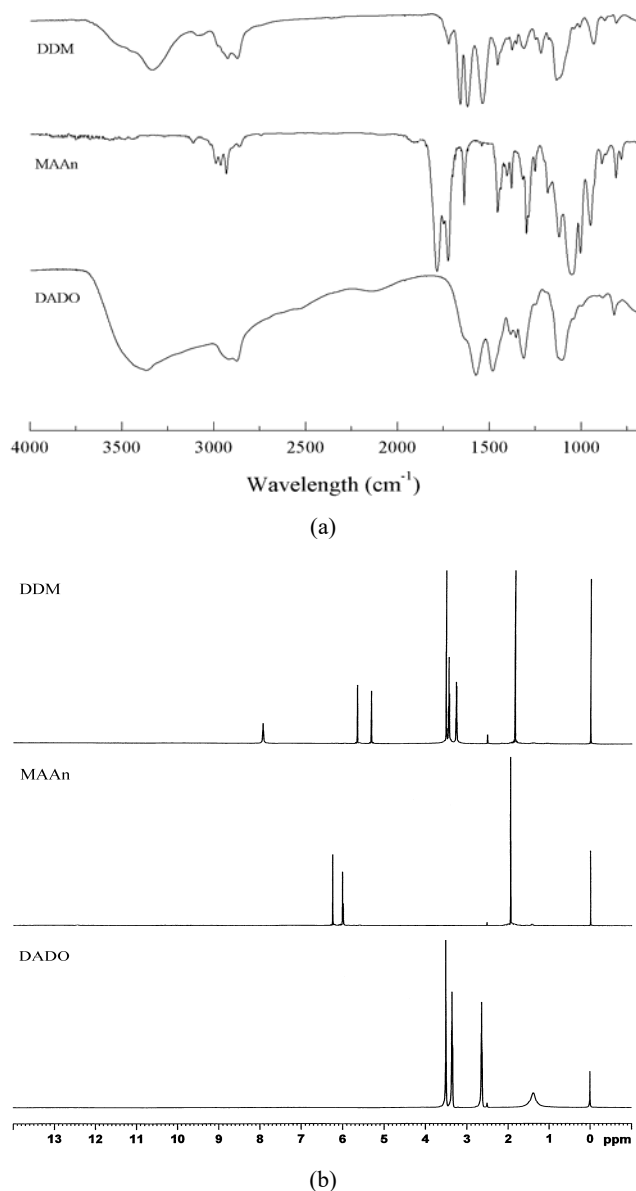 DDM
MAAn
DADO
4000 3500 3000 2500 2000 1500 1000
Wavelength (cm⁻¹)
(a)
DDM
MAAn
DADO
13 12 11 10 9 8 7 6 5 4 3 2 1 0 ppm
(b)